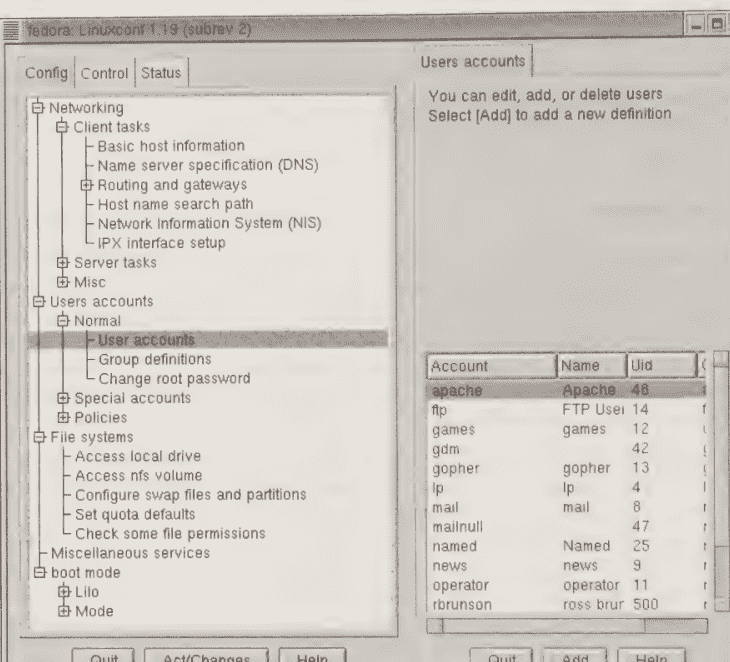 fedora: Linuxconf 1.19 (subrev 2)
Config Control Status
Networking
Client tasks
Basic host information
Name server specification (DNS)
Routing and gateways
Host name search path
Network Information System (NIS)
IPX interface setup
Server tasks
Misc
Users accounts
Normal
User accounts
Group definitions
Change root password
Special accounts
Policies
File systems
Access local drive
Access nfs volume
Configure swap files and partitions
Set quota defaults
Check some file permissions
Miscellaneous services
boot mode
Lilo
Mode
Quit Act/Changes Help
Users accounts
You can edit, add, or delete users
Select [Add] to add a new definition
Account Name Uid
apache Apache 48
ftp FTP User 14
games games 12
gdm 42
gopher gopher 13
lp lp 4
mail mail 8
mailnull 47
named Named 25
news news 9
operator operator 11
rbrunson ross brur 500
Quit Add Help